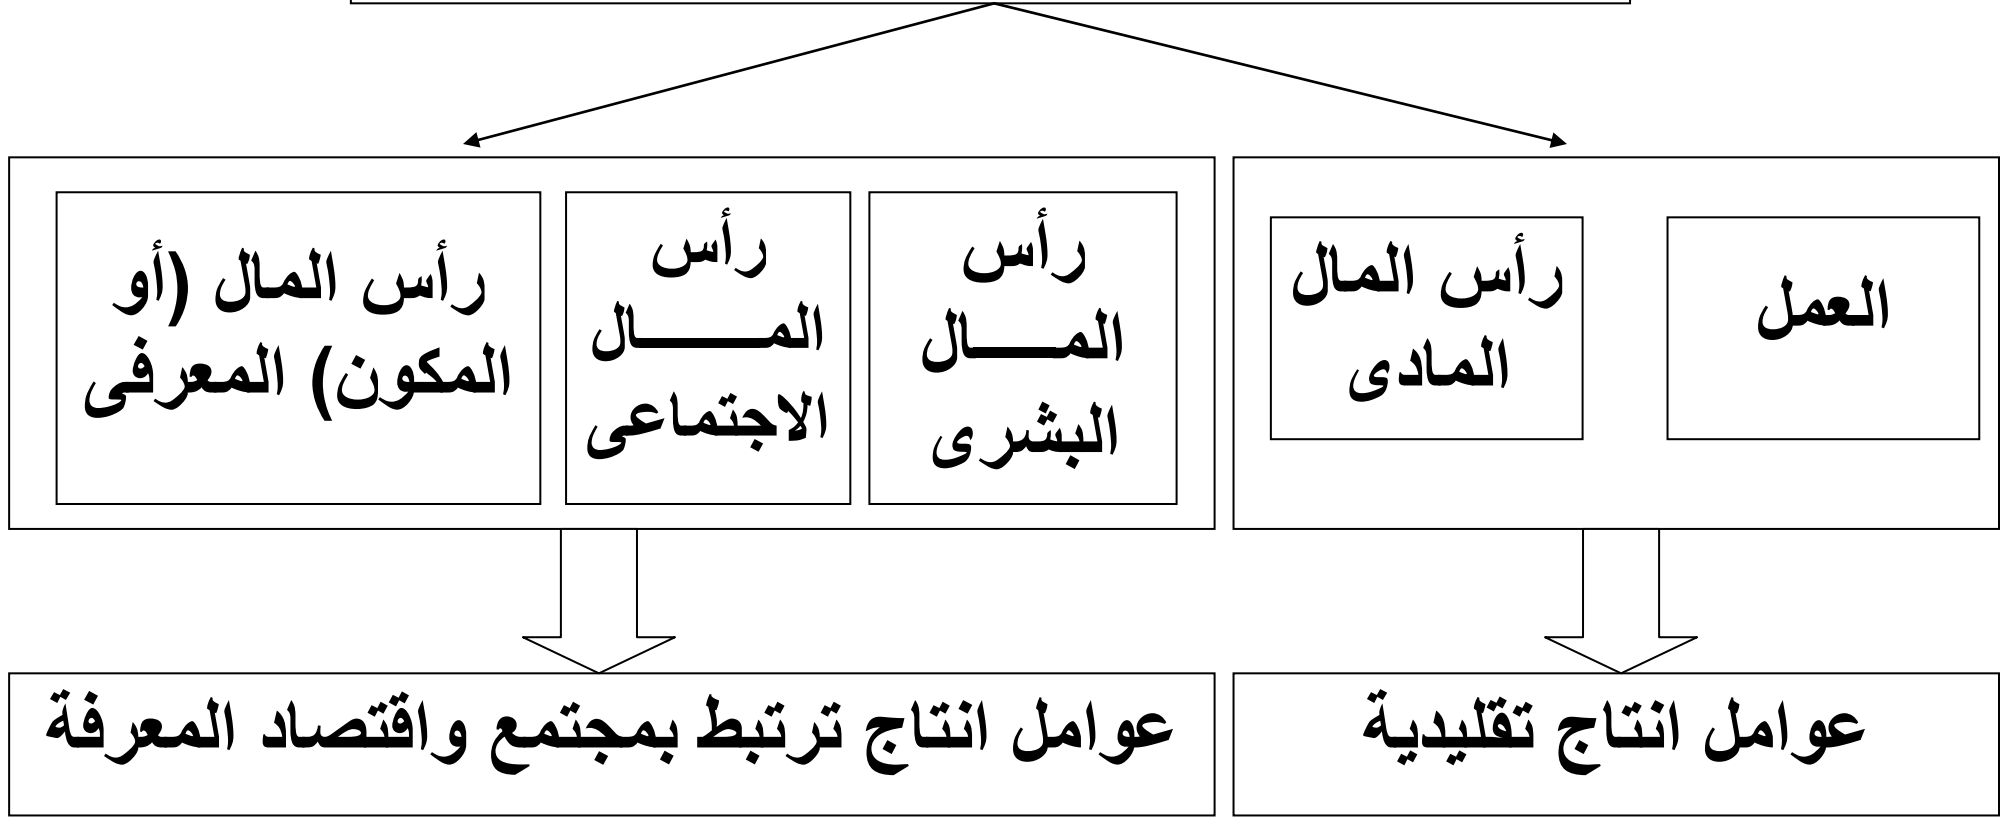 العمل
رأس المال
المادى
رأس
المـــال
البشرى
رأس
المــــــال
الاجتماعى
رأس المال (أو
المكون) المعرفى
عوامل انتاج تقليدية
عوامل انتاج ترتبط بمجتمع واقتصاد المعرفة